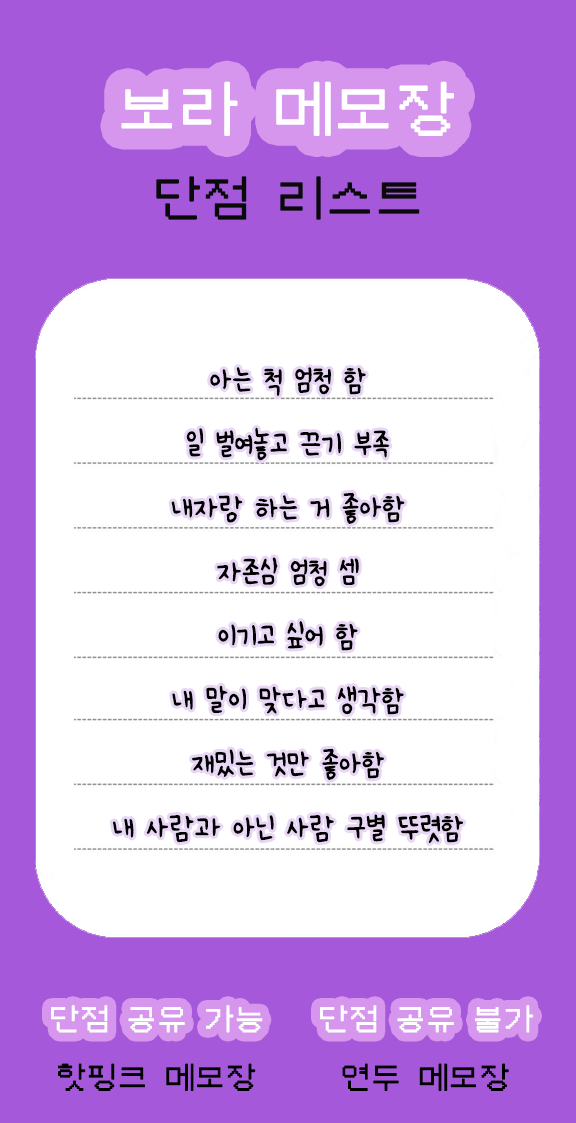 보라 메모장
단점 리스트
아는 척 엄청 함
일 벌여놓고 끈기 부족
내자랑 하는 거 좋아함
자존심 엄청 셈
이기고 싶어 함
내 말이 맞다고 생각함
재밌는 것만 좋아함
내 사람과 아닌 사람 구별 뚜렷함
단점 공유 가능 단점 공유 불가
핫핑크 메모장 연두 메모장